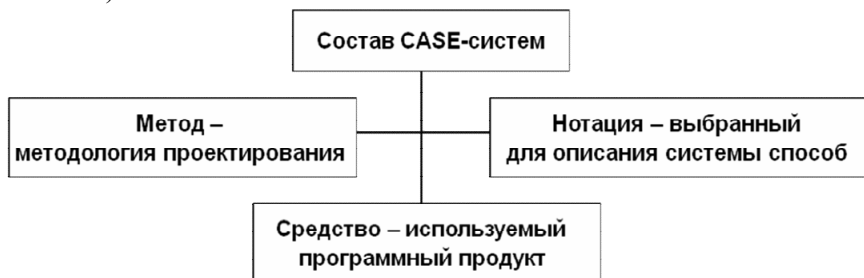 Состав CASE-систем
Метод –
методология проектирования
Нотация – выбранный
для описания системы способ
Средство – используемый
программный продукт